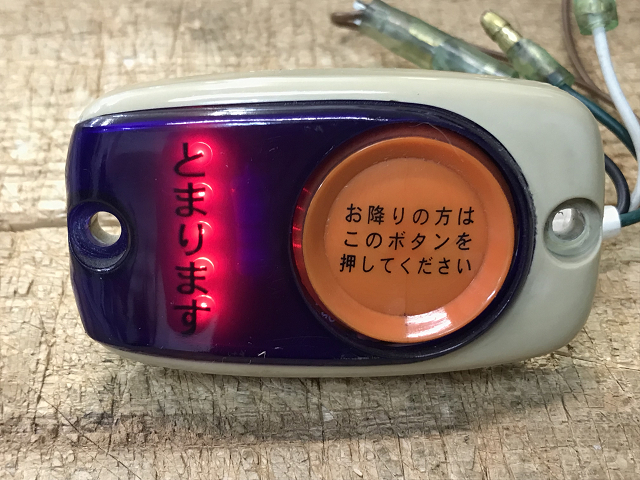 とまります
お降りの方は
このボタンを
押してください